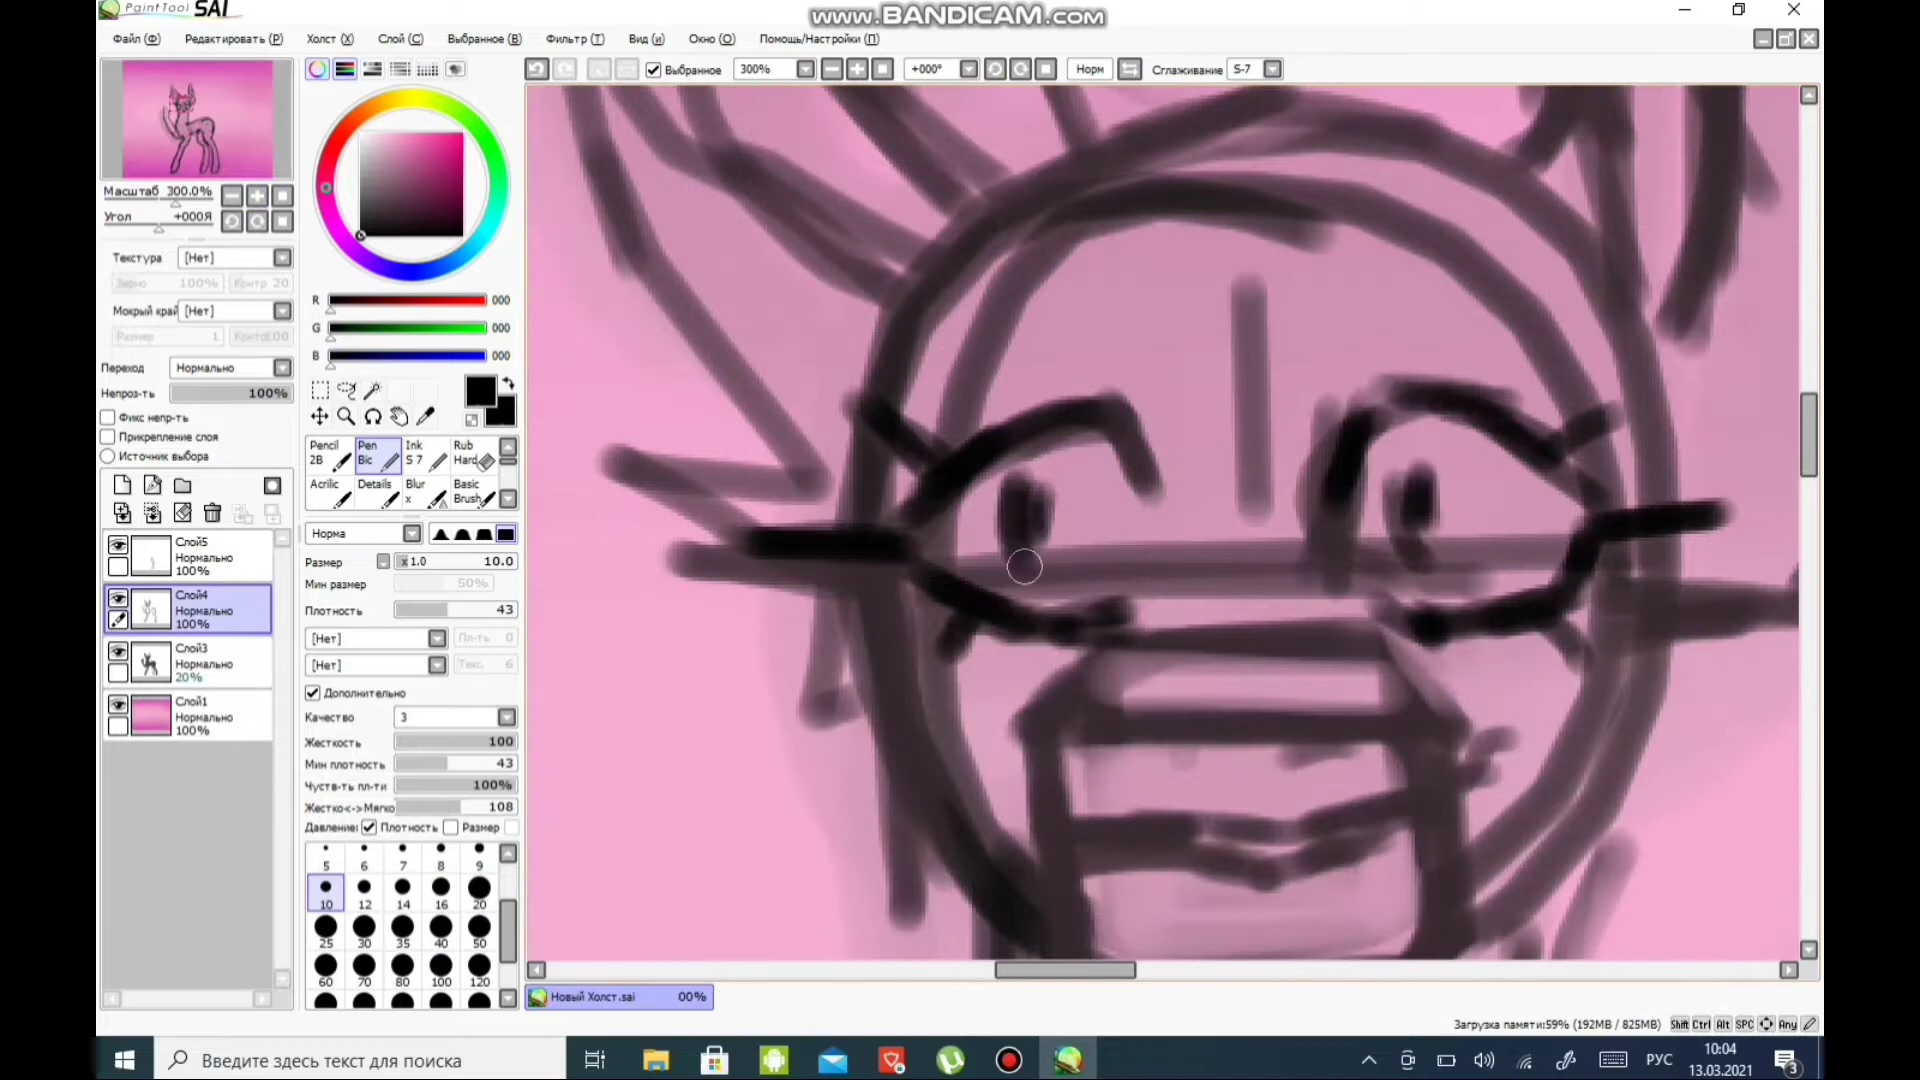 PaintTool SAI
www.BANDICAM.com
Файл (Ф) Редактировать (Р) Холст (X) Слой (С) Выбранное (В) Фильтр (Т) Вид (и) Окно (О) Помощь/Настройки (П)
Выбранное 300% +000° Норм Сглаживание S-7
Масштаб 300.0%
Угол +000Я
Текстура [Нет]
Зерно 100% Контр 20
Мокрый край [Нет]
Размер 1 Контр 100
Переход Нормально
Непроз-ть 100%
Фикс непр-ть
Прикрепление слоя
Источник выбора
Слой5
Нормально
100%
Слой4
Нормально
100%
Слой3
Нормально
20%
Слой1
Нормально
100%
R 000
G 000
B 000
Pencil 2B
Pen Bic
Ink S 7
Rub Hard
Acrilic
Details
Blur x
Basic Brush
Норма
Размер x 1.0 10.0
Мин размер 50%
Плотность 43
[Нет] Пл-ть 0
[Нет] Текс. 6
Дополнительно
Качество 3
Жесткость 100
Мин плотность 43
Чуств-ть пл-ти 100%
Жестко<->Мягко 108
Давление: Плотность Размер
5 6 7 8 9
10 12 14 16 20
25 30 35 40 50
60 70 80 100 120
Новый Холст.sai 00%
Загрузка памяти:59% (192MB / 825MB) Shift Ctrl Alt SPC Any
Введите здесь текст для поиска
РУС
10:04
13.03.2021
3